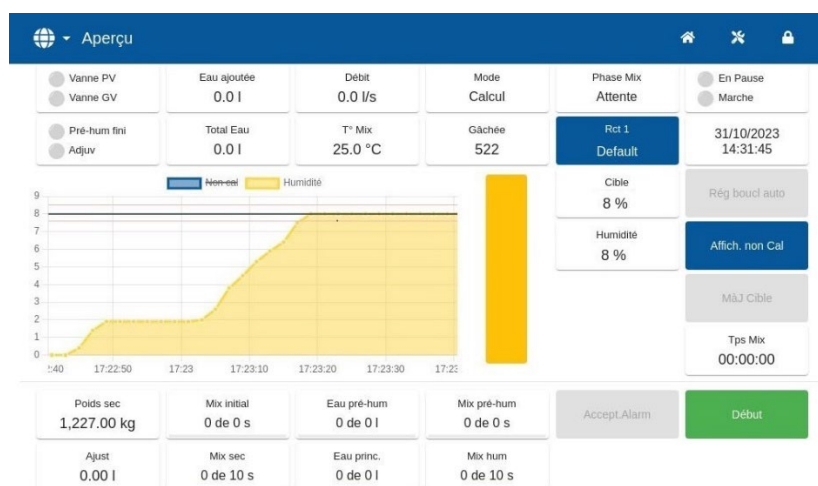 Aperçu
Vanne PV
Vanne GV
Eau ajoutée
0.0 l
Débit
0.0 l/s
Mode
Calcul
Phase Mix
Attente
En Pause
Marche
Pré-hum fini
Adjuv
Total Eau
0.0 l
T° Mix
25.0 °C
Gâchée
522
Rct 1
Default
31/10/2023
14:31:45
Non cal
Humidité
9
8
7
6
5
4
3
2
1
0
:40
17:22:50
17:23
17:23:10
17:23:20
17:23:30
17:23
Cible
8 %
Humidité
8 %
Rég boucl auto
Affich. non Cal
MàJ Cible
Tps Mix
00:00:00
Poids sec
1,227.00 kg
Mix initial
0 de 0 s
Eau pré-hum
0 de 0 l
Mix pré-hum
0 de 0 s
Accept.Alarm
Début
Ajust
0.00 l
Mix sec
0 de 10 s
Eau princ.
0 de 0 l
Mix hum
0 de 10 s